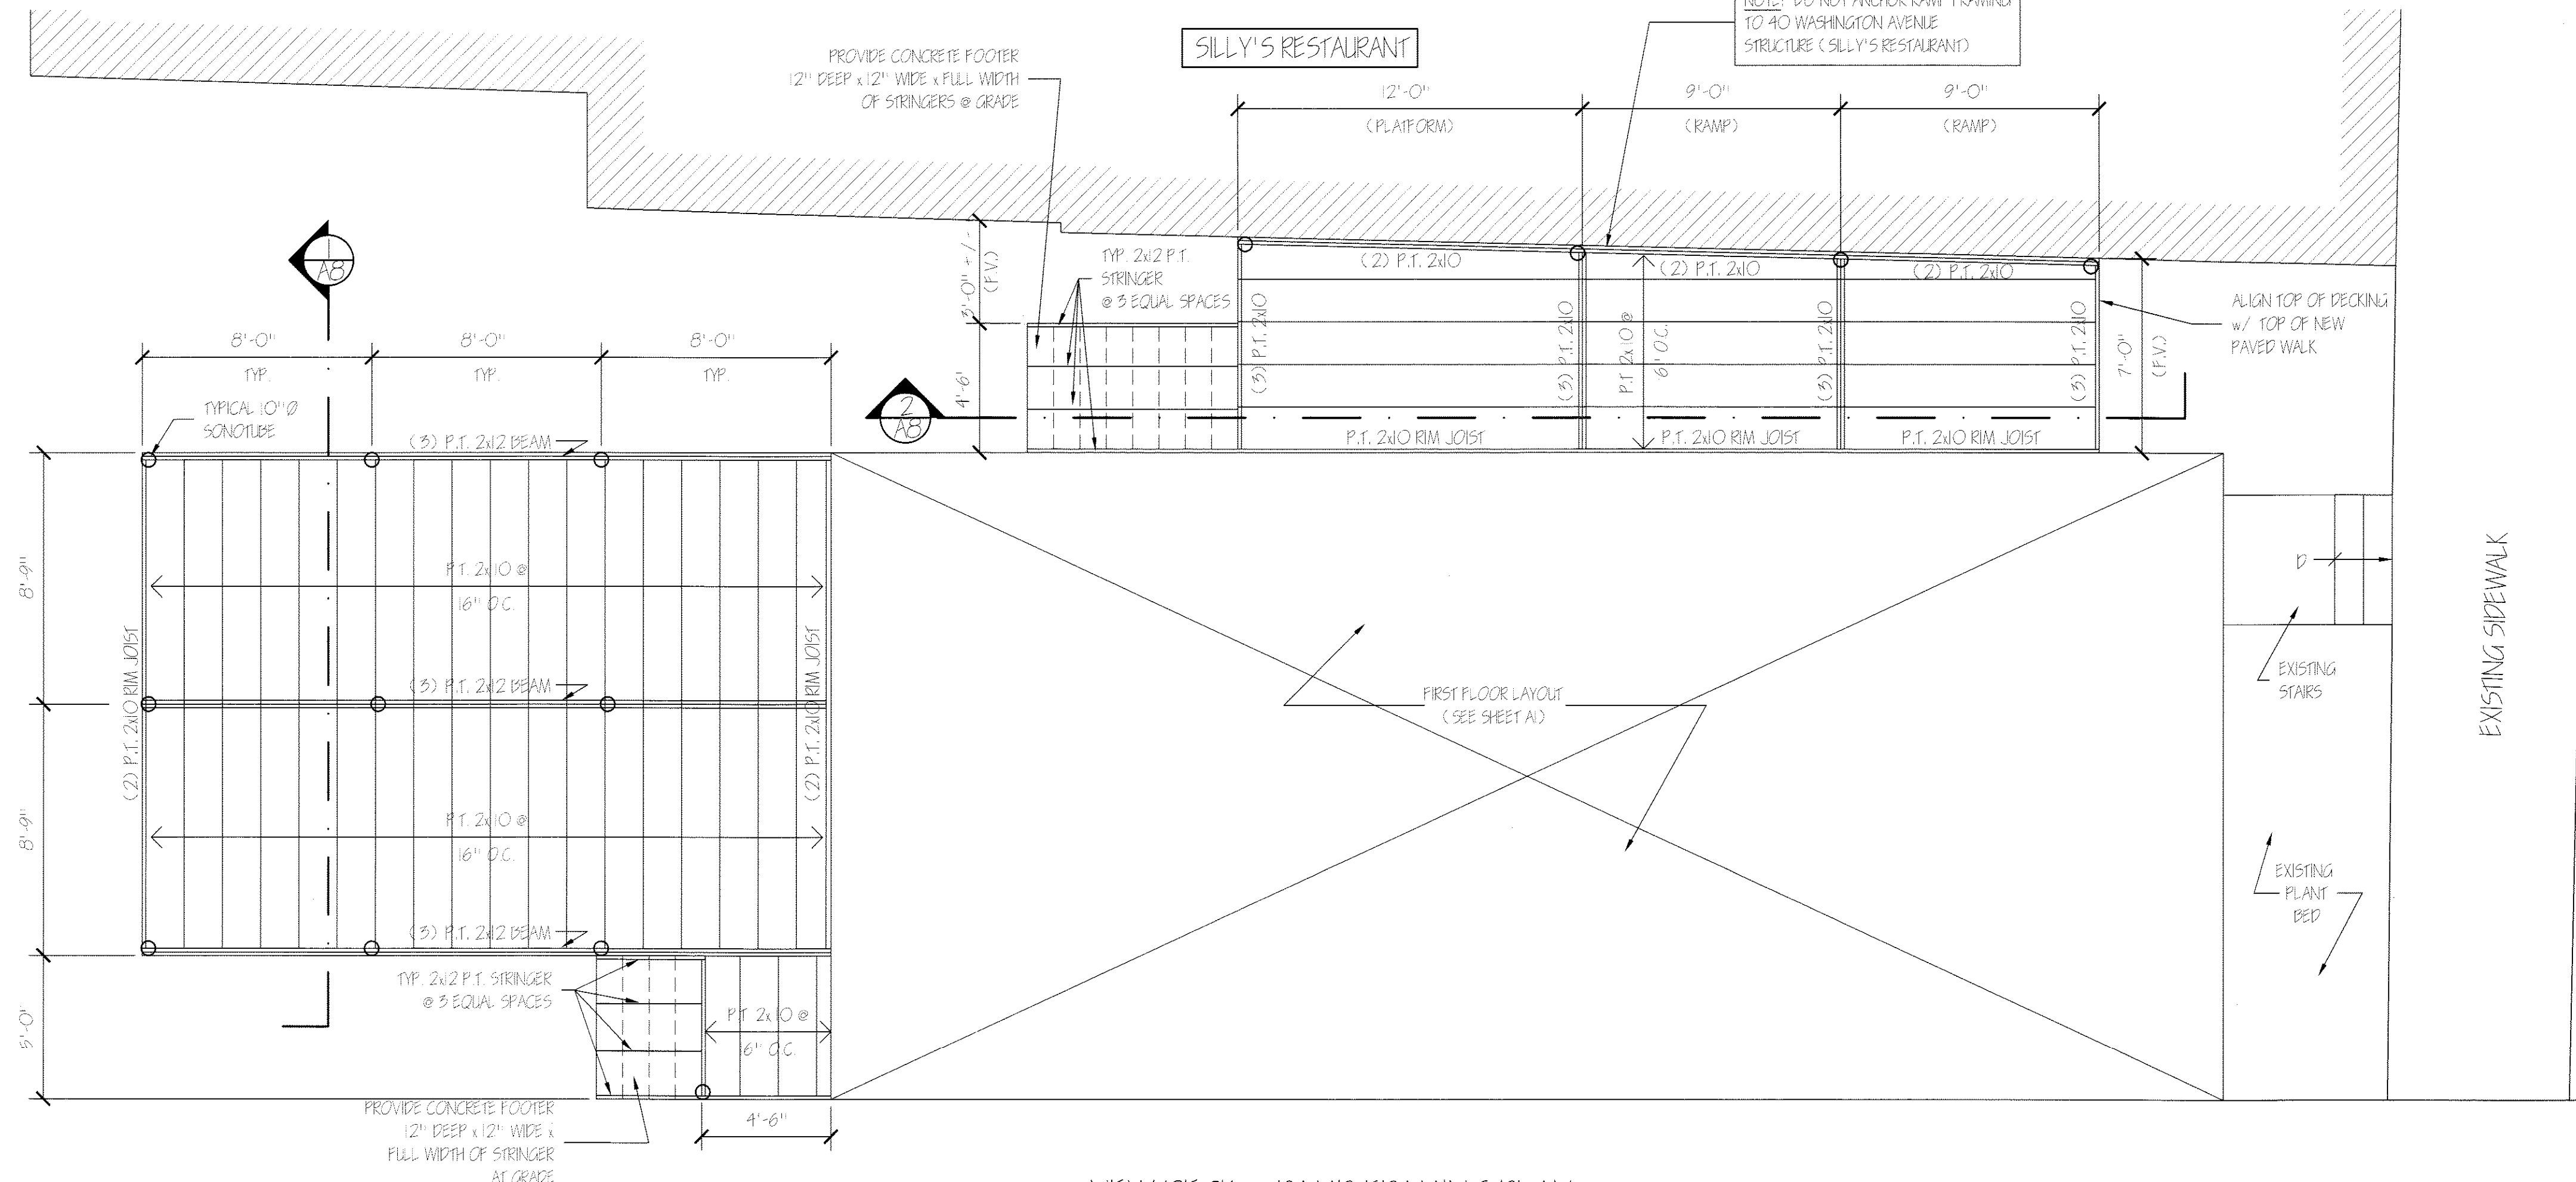 NOTE: DO NOT ANCHOR RAMP FRAMING
TO 40 WASHINGTON AVENUE
STRUCTURE (SILLY'S RESTAURANT)
SILLY'S RESTAURANT
PROVIDE CONCRETE FOOTER
12" DEEP x 12" WIDE x FULL WIDTH
OF STRINGERS @ GRADE
12'-0"
(PLATFORM)
9'-0"
(RAMP)
9'-0"
(RAMP)
1
A8
3'-0" +/-
(F.V.)
TYP. 2x12 P.T.
STRINGER
@ 3 EQUAL SPACES
(2) P.T. 2x10
(2) P.T. 2x10
(2) P.T. 2x10
(3) P.T. 2x10
(3) P.T. 2x10
P.T. 2x10 @
16" O.C.
(3) P.T. 2x10
(3) P.T. 2x10
7'-0"
(F.V.)
ALIGN TOP OF DECKING
w/ TOP OF NEW
PAVED WALK
8'-0"
TYP.
8'-0"
TYP.
8'-0"
TYP.
4'-6"
2
A8
TYPICAL 10"Ø
SONOTUBE
(3) P.T. 2x12 BEAM
P.T. 2x10 RIM JOIST
P.T. 2x10 RIM JOIST
P.T. 2x10 RIM JOIST
8'-9"
P.T. 2x10 @
16" O.C.
(2) P.T. 2x10 RIM JOIST
(2) P.T. 2x10 RIM JOIST
(3) P.T. 2x12 BEAM
FIRST FLOOR LAYOUT
(SEE SHEET A1)
D
EXISTING
STAIRS
EXISTING SIDEWALK
8'-9"
P.T. 2x10 @
16" O.C.
EXISTING
PLANT
BED
(3) P.T. 2x12 BEAM
TYP. 2x12 P.T. STRINGER
@ 3 EQUAL SPACES
P.T. 2x10 @
16" O.C.
5'-0"
PROVIDE CONCRETE FOOTER
12" DEEP x 12" WIDE x
FULL WIDTH OF STRINGER
AT GRADE
4'-6"